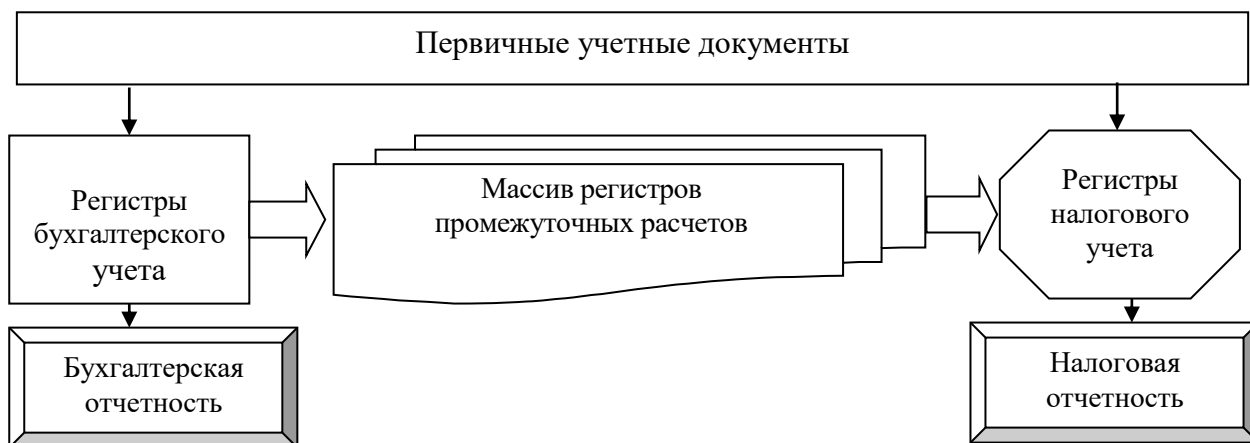 Первичные учетные документы
Регистры
бухгалтерского
учета
Массив регистров
промежуточных расчетов
Регистры
налогового
учета
Бухгалтерская
отчетность
Налоговая
отчетность